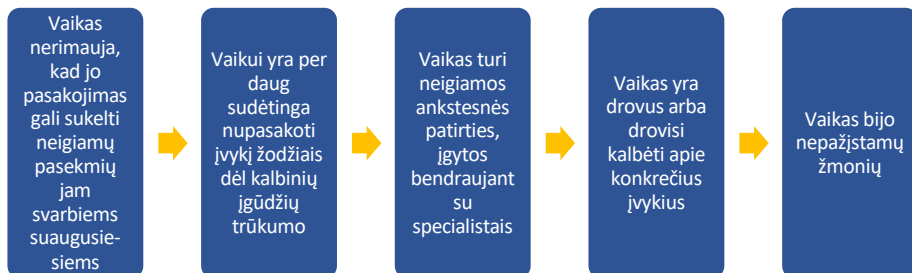 Vaikas
nerimauja,
kad jo
pasakojimas
gali sukelti
neigiamų
pasekmių
jam
svarbiems
suaugusie-
siems
Vaikui yra per
daug
sudėtinga
nupasakoti
įvykį žodžiais
dėl kalbinių
įgūdžių
trūkumo
Vaikas turi
neigiamos
ankstesnės
patirties,
įgytos
bendraujant
su
specialistais
Vaikas yra
drovus arba
drovisi
kalbėti apie
konkrečius
įvykius
Vaikas bijo
nepažįstamų
žmonių